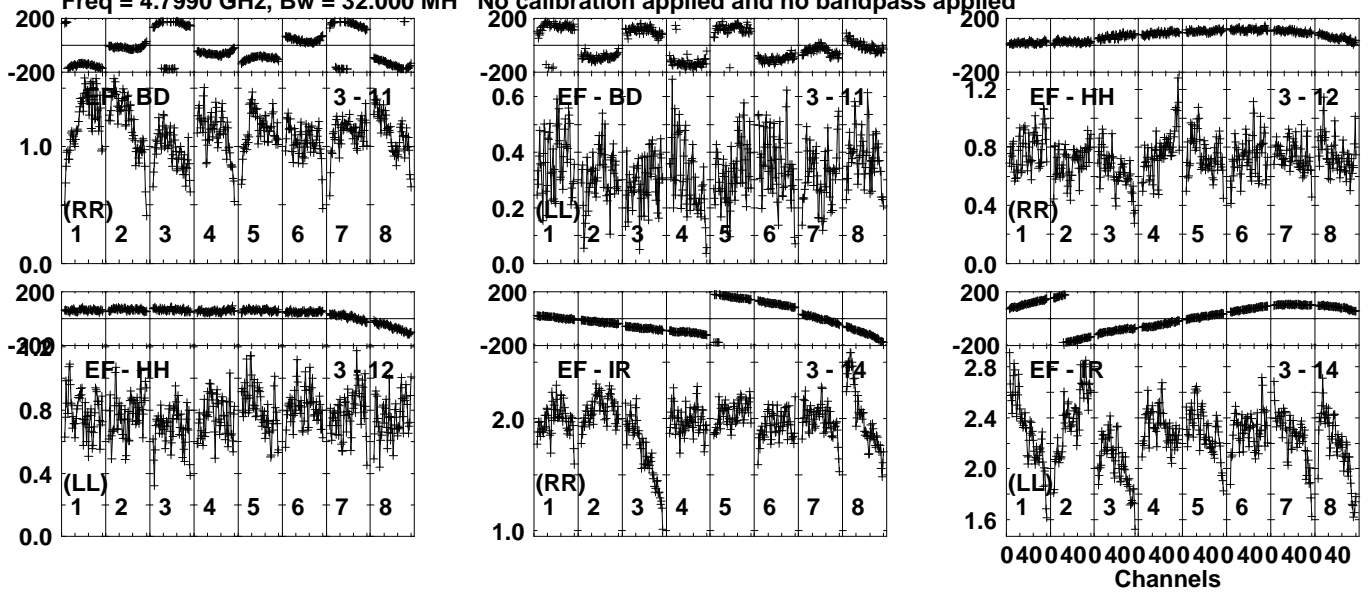 Freq = 4.7990 GHz, Bw = 32.000 MH No calibration applied and no bandpass applied
200
-200
EF - BD 3 - 11
1.0
(RR)
1 2 3 4 5 6 7 8
0.0
200
-200
0.6
EF - BD 3 - 11
0.4
0.2
(LL)
1 2 3 4 5 6 7 8
0.0
200
-200
1.2
EF - HH 3 - 12
0.8
0.4
(RR)
1 2 3 4 5 6 7 8
0.0
200
-200
1.2
EF - HH 3 - 12
0.8
0.4
(LL)
1 2 3 4 5 6 7 8
0.0
200
-200
EF - IR 3 - 14
2.0
(RR)
1 2 3 4 5 6 7 8
1.0
200
-200
2.8
EF - IR 3 - 14
2.4
2.0
(LL)
1 2 3 4 5 6 7 8
1.6
0 40 0 40 0 40 0 40 0 40 0 40 0 40 0 40
Channels